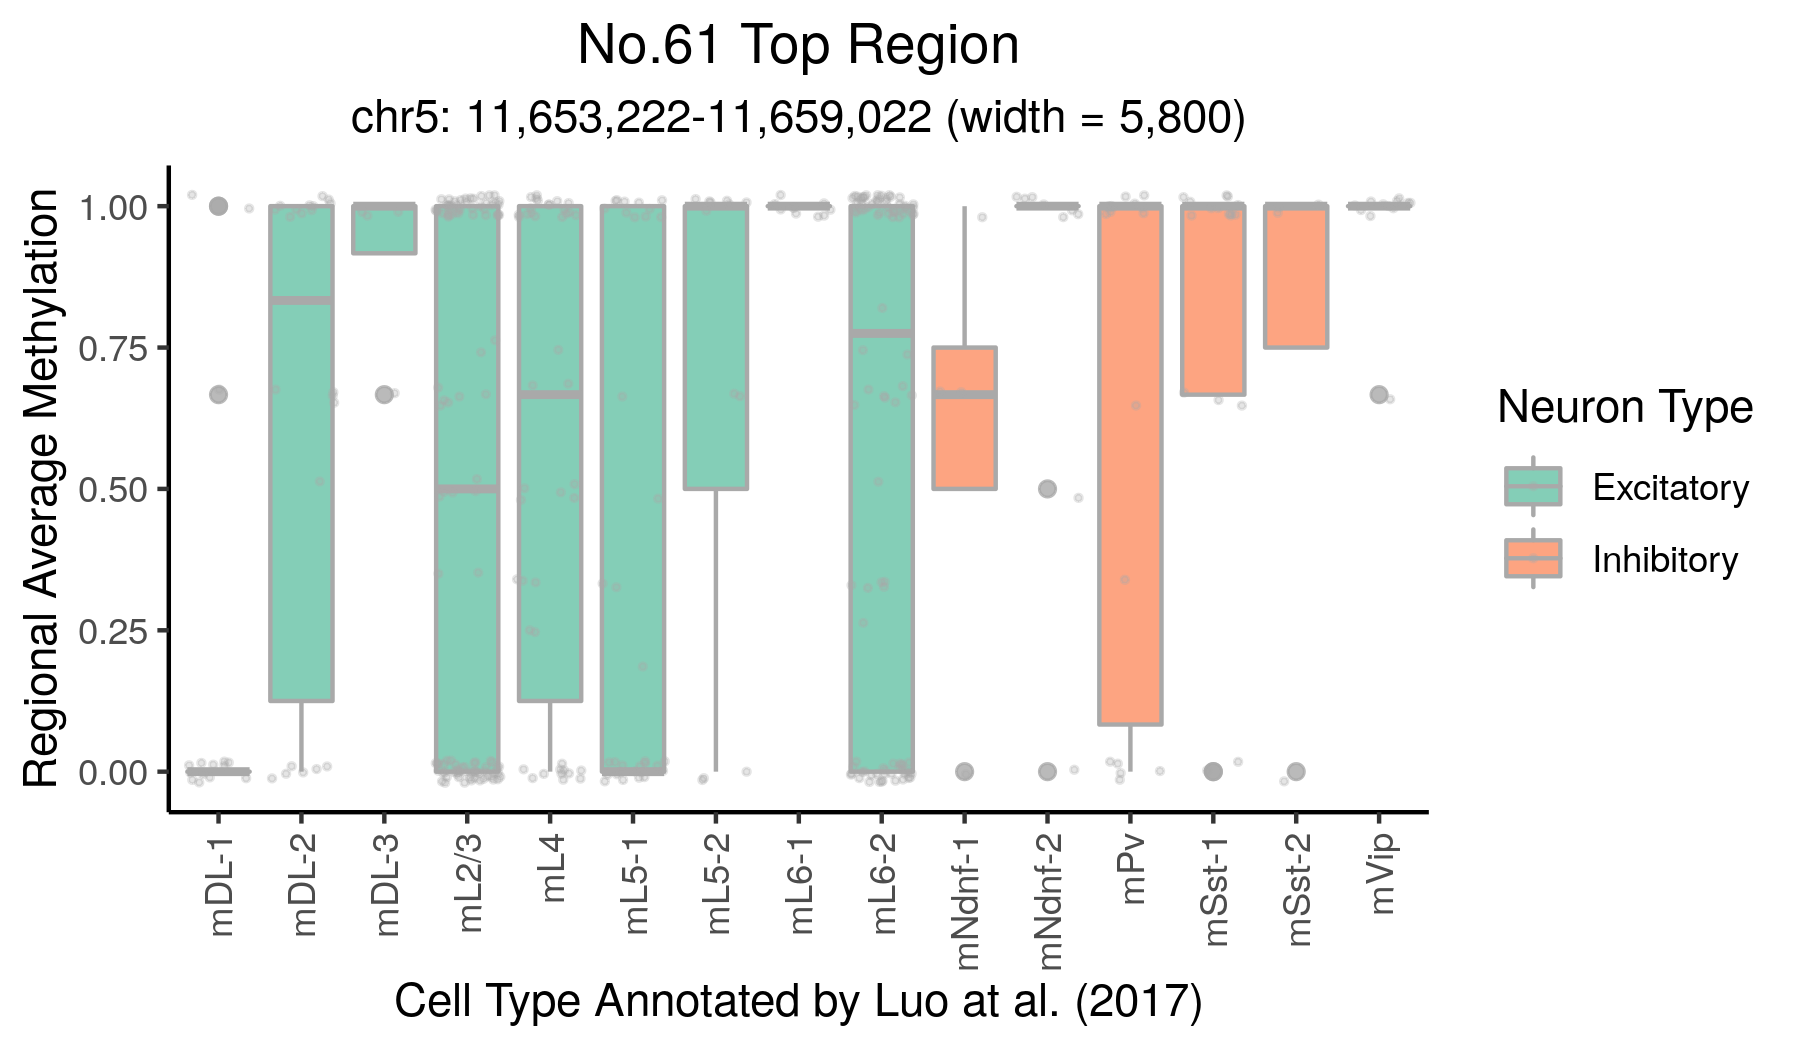 No.61 Top Region
chr5: 11,653,222-11,659,022 (width = 5,800)
Regional Average Methylation
1.00
0.75
0.50
0.25
0.00
mDL-1
mDL-2
mDL-3
mL2/3
mL4
mL5-1
mL5-2
mL6-1
mL6-2
mNdnf-1
mNdnf-2
mPv
mSst-1
mSst-2
mVip
Cell Type Annotated by Luo at al. (2017)
Neuron Type
Excitatory
Inhibitory